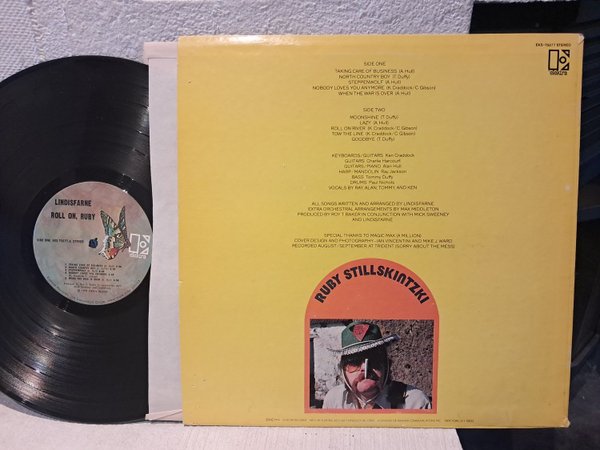 EKS-75077 STEREO
elektra
SIDE ONE
TAKING CARE OF BUSINESS (A Hull)
NORTH COUNTRY BOY (T Duffy)
STEPPENWOLF (A Hull)
NOBODY LOVES YOU ANYMORE (K Craddock/C Gibson)
WHEN THE WAR IS OVER (A Hull)
SIDE TWO
MOONSHINE (T Duffy)
LAZY (A Hull)
ROLL ON RIVER (K Craddock/C Gibson)
TOW THE LINE (K Craddock/C Gibson)
GOODBYE (T Duffy)
KEYBOARDS/GUITARS Ken Craddock
GUITARS Charlie Harcourt
GUITARS/PIANO Alan Hull
HARP/MANDOLIN Ray Jackson
BASS Tommy Duffy
DRUMS Paul Nichols
VOCALS BY RAY, ALAN, TOMMY AND KEN
ALL SONGS WRITTEN AND ARRANGED BY LINDISFARNE
EXTRA ORCHESTRAL ARRANGEMENTS BY MAX MIDDLETON
PRODUCED BY ROY T. BAKER IN CONJUNCTION WITH MICK SWEENEY
AND LINDISFARNE
SPECIAL THANKS TO MAGIC MAX (A MILLION)
COVER DESIGN AND PHOTOGRAPHY-IAN VINCENTINI AND MIKE J. WARD
RECORDED AUGUST-SEPTEMBER AT TRIDENT (SORRY ABOUT THE MESS)
RUBY STILLSKINTZKI
LINDISFARNE
ROLL ON, RUBY